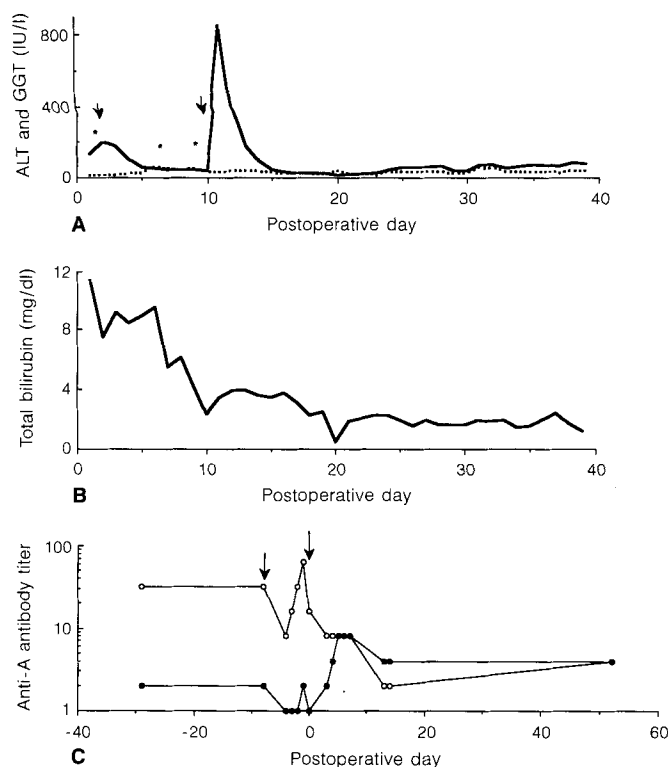 ALT and GGT (IU/l)
800
400
0
0 10 20 30 40
A
Postoperative day
Total bilirubin (mg/dl)
12
8
4
0
0 10 20 30 40
B
Postoperative day
Anti-A antibody titer
100
10
1
-40 -20 0 20 40 60
C
Postoperative day